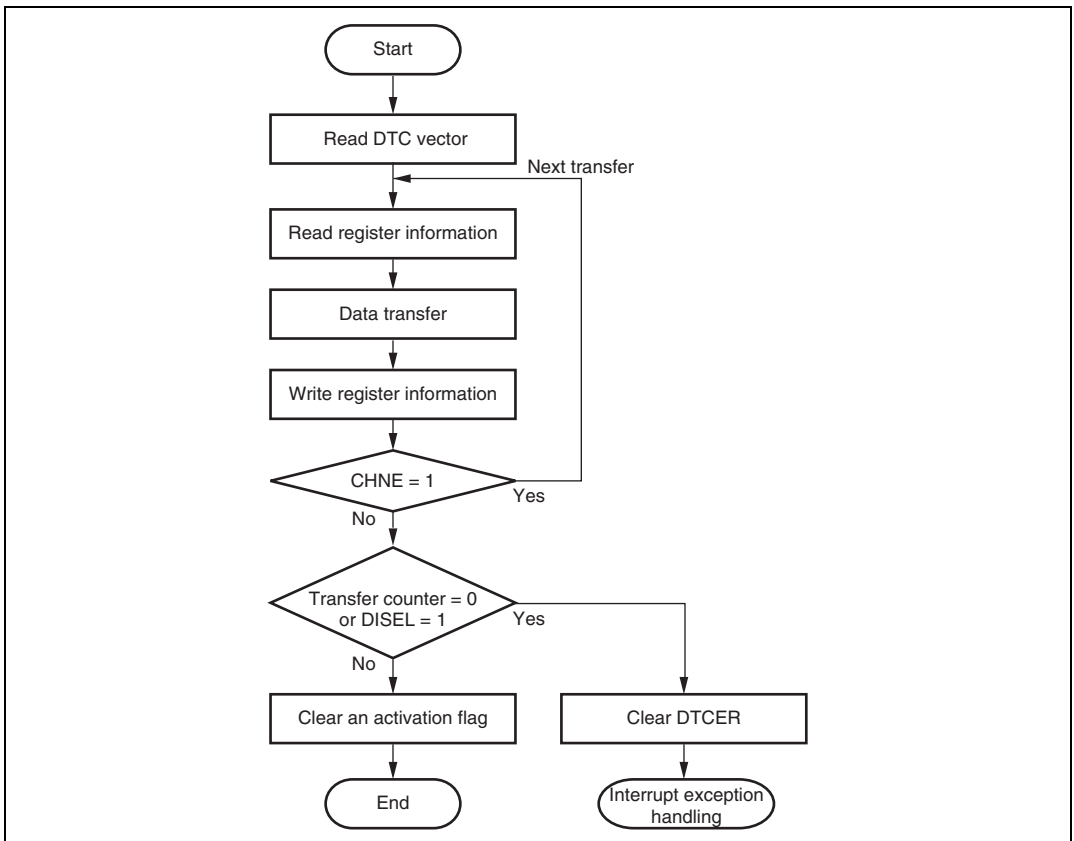 Start
Read DTC vector
Next transfer
Read register information
Data transfer
Write register information
CHNE = 1
Yes
No
Transfer counter = 0
or DISEL = 1
Yes
No
Clear an activation flag
Clear DTCER
End
Interrupt exception
handling